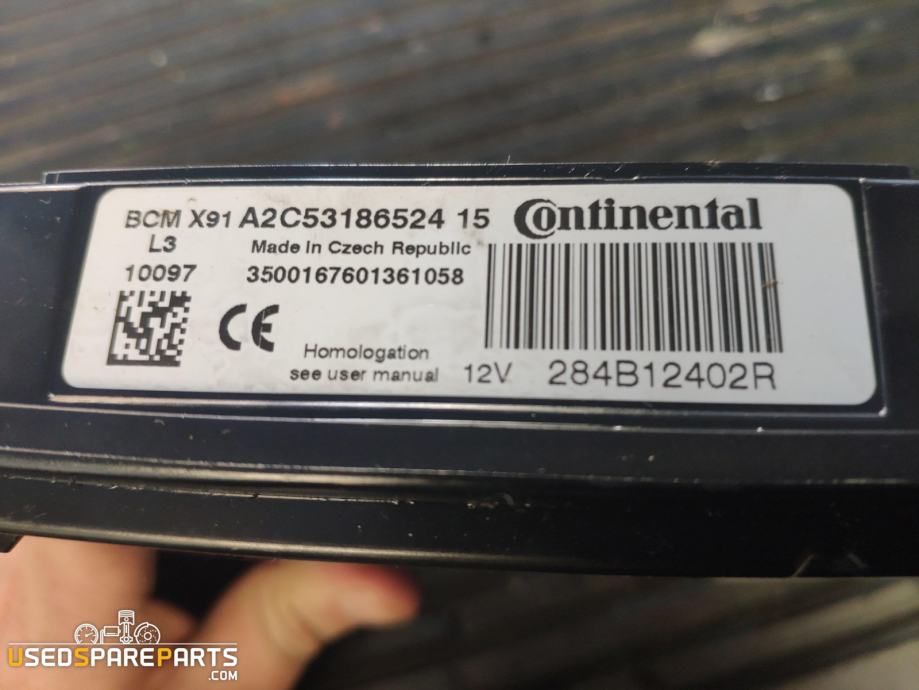 BCM X91 A2C53186524 15 Continental
L3 Made in Czech Republic
10097 3500167601361058
CE
Homologation
see user manual 12V 284B12402R
USEDSPAREPARTS
.COM